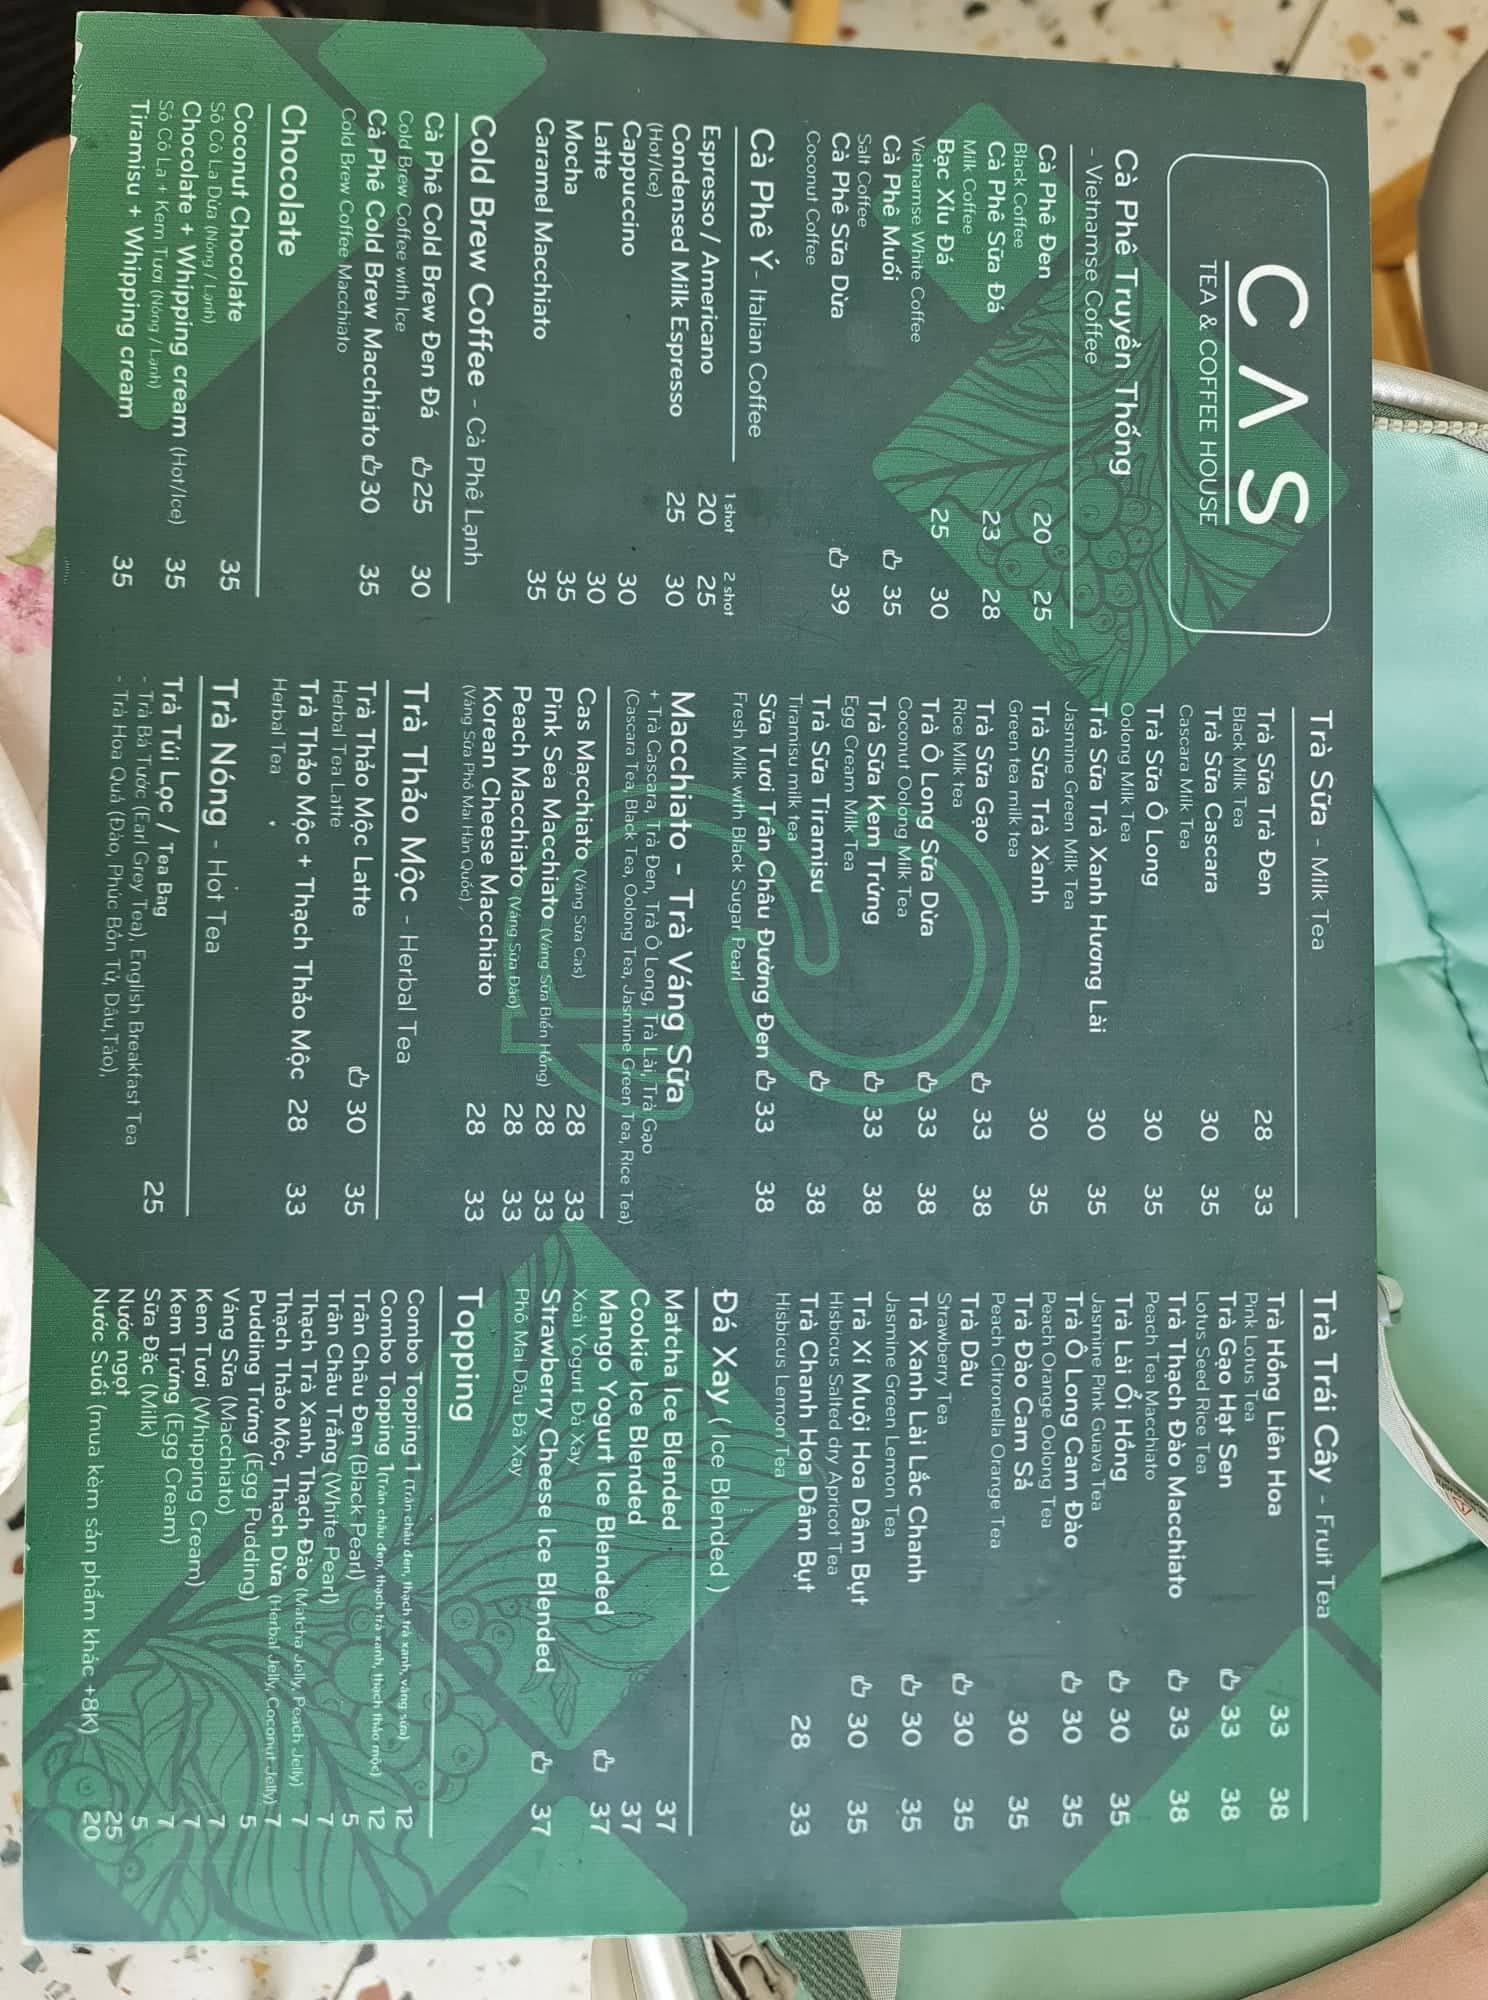 CAS
TEA & COFFEE HOUSE
Cà Phê Truyền Thống
- Vietnamse Coffee
Cà Phê Đen 20 25
Black Coffee
Cà Phê Sữa Đá 23 28
Milk Coffee
Bạc Xỉu Đá 25 30
Vietnamse White Coffee
Cà Phê Muối 35
Salt Coffee
Cà Phê Sữa Dừa 39
Coconut Coffee
Cà Phê Ý - Italian Coffee
1 shot 2 shot
Espresso / Americano 20 25
Condensed Milk Espresso 25 30
(Hot/Ice)
Cappuccino 30
Latte 30
Mocha 35
Caramel Macchiato 35
Cold Brew Coffee - Cà Phê Lạnh
Cà Phê Cold Brew Đen Đá 25 30
Cold Brew Coffee with Ice
Cà Phê Cold Brew Macchiato 30 35
Cold Brew Coffee Macchiato
Chocolate
Coconut Chocolate 35
Sô Cô La Dừa (Nóng / Lạnh)
Chocolate + Whipping cream (Hot/Ice) 35
Sô Cô La + Kem Tươi (Nóng / Lạnh)
Tiramisu + Whipping cream 35
Trà Sữa - Milk Tea
Trà Sữa Trà Đen 28 33
Black Milk Tea
Trà Sữa Cascara 30 35
Cascara Milk Tea
Trà Sữa Ô Long 30 35
Oolong Milk Tea
Trà Sữa Trà Xanh Hương Lài 30 35
Jasmine Green Milk Tea
Trà Sữa Trà Xanh 30 35
Green tea milk tea
Trà Sữa Gạo 33 38
Rice Milk tea
Trà Ô Long Sữa Dừa 33 38
Coconut Oolong Milk Tea
Trà Sữa Kem Trứng 33 38
Egg Cream Milk Tea
Trà Sữa Tiramisu 38
Tiramisu milk tea
Sữa Tươi Trân Châu Đường Đen 33 38
Fresh Milk with Black Sugar Pearl
Macchiato - Trà Váng Sữa
+ Trà Cascara, Trà Đen, Trà Ô Long, Trà Lài, Trà Gạo
(Cascara Tea, Black Tea, Oolong Tea, Jasmine Green Tea, Rice Tea)
Cas Macchiato (Váng Sữa Cas) 28 33
Pink Sea Macchiato (Váng Sữa Biển Hồng) 28 33
Peach Macchiato (Váng Sữa Đào) 28 33
Korean Cheese Macchiato 28 33
(Váng Sữa Phô Mai Hàn Quốc)
Trà Thảo Mộc - Herbal Tea
Trà Thảo Mộc Latte 30 35
Herbal Tea Latte
Trà Thảo Mộc + Thạch Thảo Mộc 28 33
Herbal Tea
Trà Nóng - Hot Tea
Trà Túi Lọc / Tea Bag 25
- Trà Bá Tước (Earl Grey Tea), English Breakfast Tea
- Trà Hoa Quả (Đào, Phúc Bồn Tử, Dâu, Táo),
Trà Trái Cây - Fruit Tea
Trà Hồng Liên Hoa 33 38
Pink Lotus Tea
Trà Gạo Hạt Sen 33 38
Lotus Seed Rice Tea
Trà Thạch Đào Macchiato 33 38
Peach Tea Macchiato
Trà Lài Ổi Hồng 30 35
Jasmine Pink Guava Tea
Trà Ô Long Cam Đào 30 35
Peach Orange Oolong Tea
Trà Đào Cam Sả 30 35
Peach Citronella Orange Tea
Trà Dâu 30 35
Strawberry Tea
Trà Xanh Lài Lắc Chanh 30 35
Jasmine Green Lemon Tea
Trà Xí Muội Hoa Dâm Bụt 30 35
Hisbicus Salted dry Apricot Tea
Trà Chanh Hoa Dâm Bụt 28 33
Hisbicus Lemon Tea
Đá Xay ( Ice Blended )
Matcha Ice Blended 37
Cookie Ice Blended 37
Mango Yogurt Ice Blended 37
Xoài Yogurt Đá Xay
Strawberry Cheese Ice Blended 37
Phô Mai Dâu Đá Xay
Topping
Combo Topping 1 (Trân châu đen, thạch trà xanh, váng sữa) 12
Combo Topping 1 (Trân châu đen, thạch trà xanh, thạch thảo mộc) 12
Trân Châu Đen (Black Pearl) 5
Trân Châu Trắng (White Pearl) 7
Thạch Trà Xanh, Thạch Đào (Matcha Jelly, Peach Jelly) 7
Thạch Thảo Mộc, Thạch Dừa (Herbal Jelly, Coconut Jelly) 7
Pudding Trứng (Egg Pudding) 5
Váng Sữa (Macchiato) 7
Kem Tươi (Whipping Cream) 7
Kem Trứng (Egg Cream) 7
Sữa Đặc (Milk) 5
Nước ngọt 25
Nước Suối (mua kèm sản phẩm khác +8K) 20